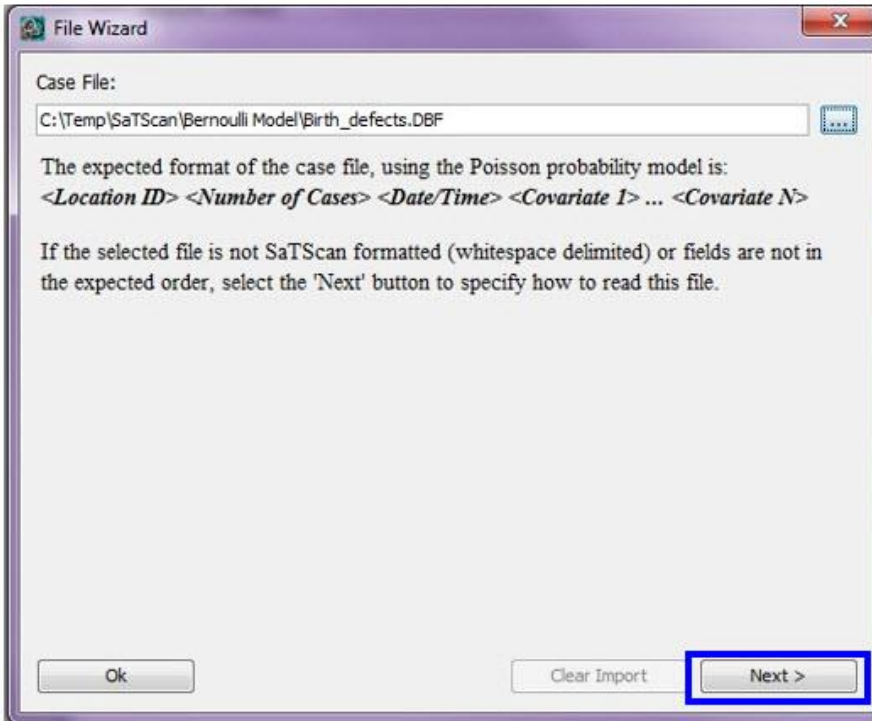 File Wizard
Case File:
C:\Temp\SaTScan\Bernoulli Model\Birth_defects.DBF
...
The expected format of the case file, using the Poisson probability model is:
<Location ID> <Number of Cases> <Date/Time> <Covariate 1> ... <Covariate N>
If the selected file is not SaTScan formatted (whitespace delimited) or fields are not in
the expected order, select the 'Next' button to specify how to read this file.
Ok
Clear Import
Next >